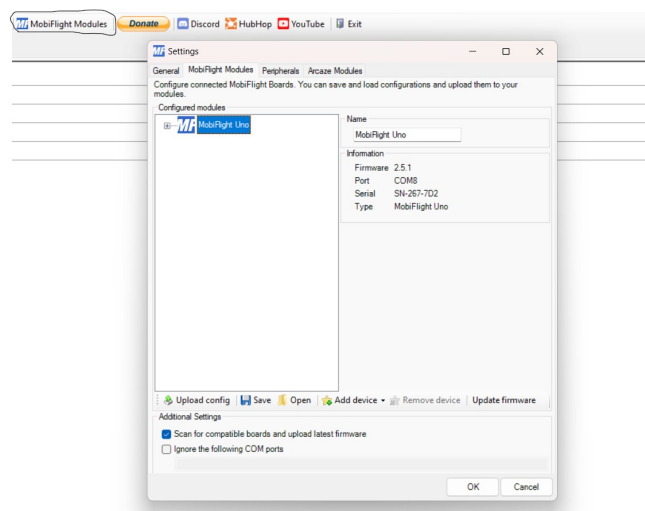 MF MobiFlight Modules Donate Discord HubHop YouTube Exit
MF Settings
General MobiFlight Modules Peripherals Arcaze Modules
Configure connected MobiFlight Boards. You can save and load configurations and upload them to your
modules.
Configured modules
MF MobiFlight Uno
Name
MobiFlight Uno
Information
Firmware 2.5.1
Port COM8
Serial SN-267-7D2
Type MobiFlight Uno
Upload config Save Open Add device Remove device Update firmware
Additional Settings
Scan for compatible boards and upload latest firmware
Ignore the following COM ports
OK Cancel